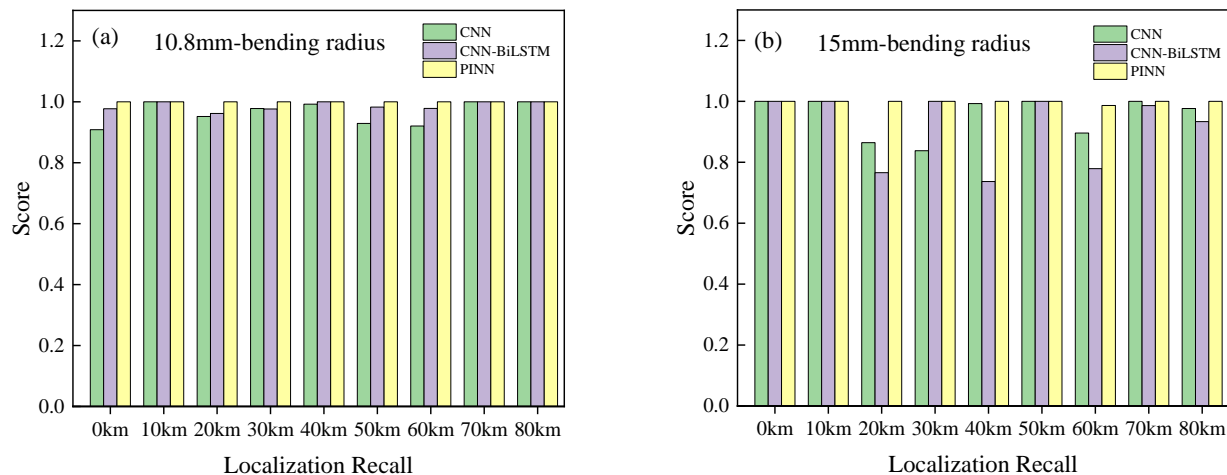 (a)
10.8mm-bending radius
CNN
CNN-BiLSTM
PINN
1.2
1.0
0.8
0.6
0.4
0.2
0.0
Score
0km 10km 20km 30km 40km 50km 60km 70km 80km
Localization Recall
(b)
15mm-bending radius
CNN
CNN-BiLSTM
PINN
1.2
1.0
0.8
0.6
0.4
0.2
0.0
Score
0km 10km 20km 30km 40km 50km 60km 70km 80km
Localization Recall